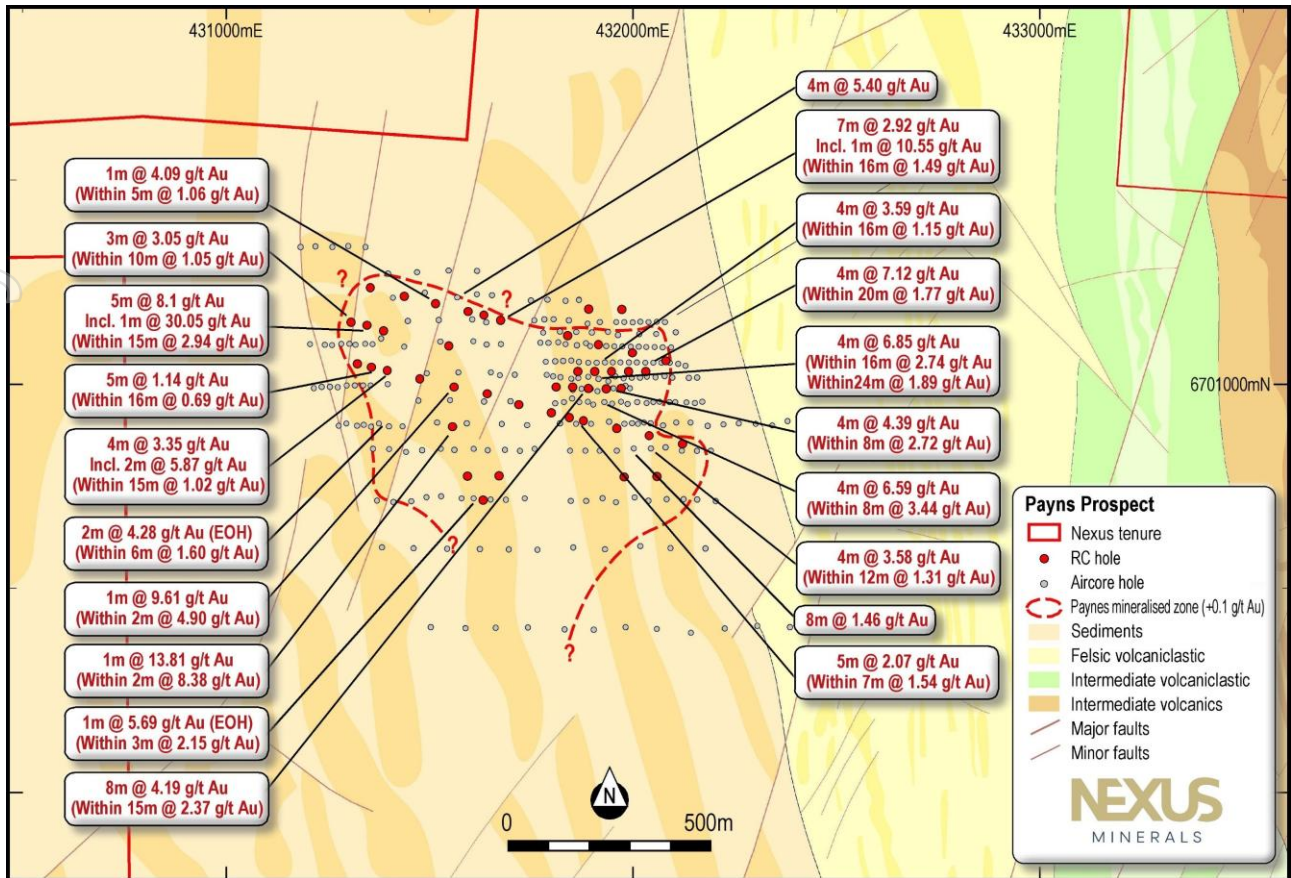 431000mE
432000mE
433000mE
6701000mN
1m @ 4.09 g/t Au
(Within 5m @ 1.06 g/t Au)
3m @ 3.05 g/t Au
(Within 10m @ 1.05 g/t Au)
5m @ 8.1 g/t Au
Incl. 1m @ 30.05 g/t Au
(Within 15m @ 2.94 g/t Au)
5m @ 1.14 g/t Au
(Within 16m @ 0.69 g/t Au)
4m @ 3.35 g/t Au
Incl. 2m @ 5.87 g/t Au
(Within 15m @ 1.02 g/t Au)
2m @ 4.28 g/t Au (EOH)
(Within 6m @ 1.60 g/t Au)
1m @ 9.61 g/t Au
(Within 2m @ 4.90 g/t Au)
1m @ 13.81 g/t Au
(Within 2m @ 8.38 g/t Au)
1m @ 5.69 g/t Au (EOH)
(Within 3m @ 2.15 g/t Au)
8m @ 4.19 g/t Au
(Within 15m @ 2.37 g/t Au)
?
?
?
?
4m @ 5.40 g/t Au
7m @ 2.92 g/t Au
Incl. 1m @ 10.55 g/t Au
(Within 16m @ 1.49 g/t Au)
4m @ 3.59 g/t Au
(Within 16m @ 1.15 g/t Au)
4m @ 7.12 g/t Au
(Within 20m @ 1.77 g/t Au)
4m @ 6.85 g/t Au
(Within 16m @ 2.74 g/t Au
Within24m @ 1.89 g/t Au)
4m @ 4.39 g/t Au
(Within 8m @ 2.72 g/t Au)
4m @ 6.59 g/t Au
(Within 8m @ 3.44 g/t Au)
4m @ 3.58 g/t Au
(Within 12m @ 1.31 g/t Au)
8m @ 1.46 g/t Au
5m @ 2.07 g/t Au
(Within 7m @ 1.54 g/t Au)
N
0 500m
Payns Prospect
Nexus tenure
RC hole
Aircore hole
Paynes mineralised zone (+0.1 g/t Au)
Sediments
Felsic volcaniclastic
Intermediate volcaniclastic
Intermediate volcanics
Major faults
Minor faults
NEXUS
MINERALS